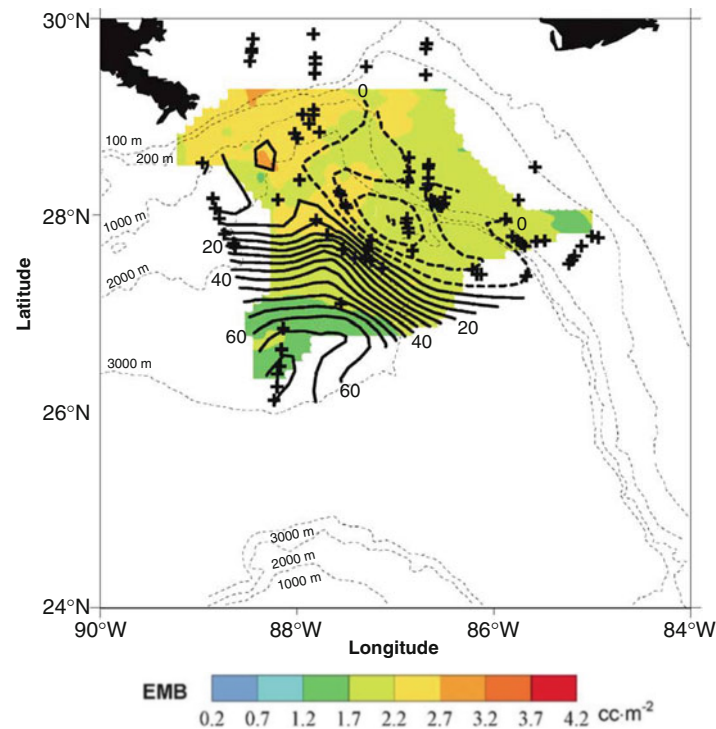 30°N
0
100 m
200 m
28°N
0
1000 m
20
2000 m
40
20
60
40
3000 m
60
26°N
3000 m
2000 m
1000 m
24°N
90°W 88°W 86°W 84°W
Latitude
Longitude
EMB
0.2 0.7 1.2 1.7 2.2 2.7 3.2 3.7 4.2 cc·m-2